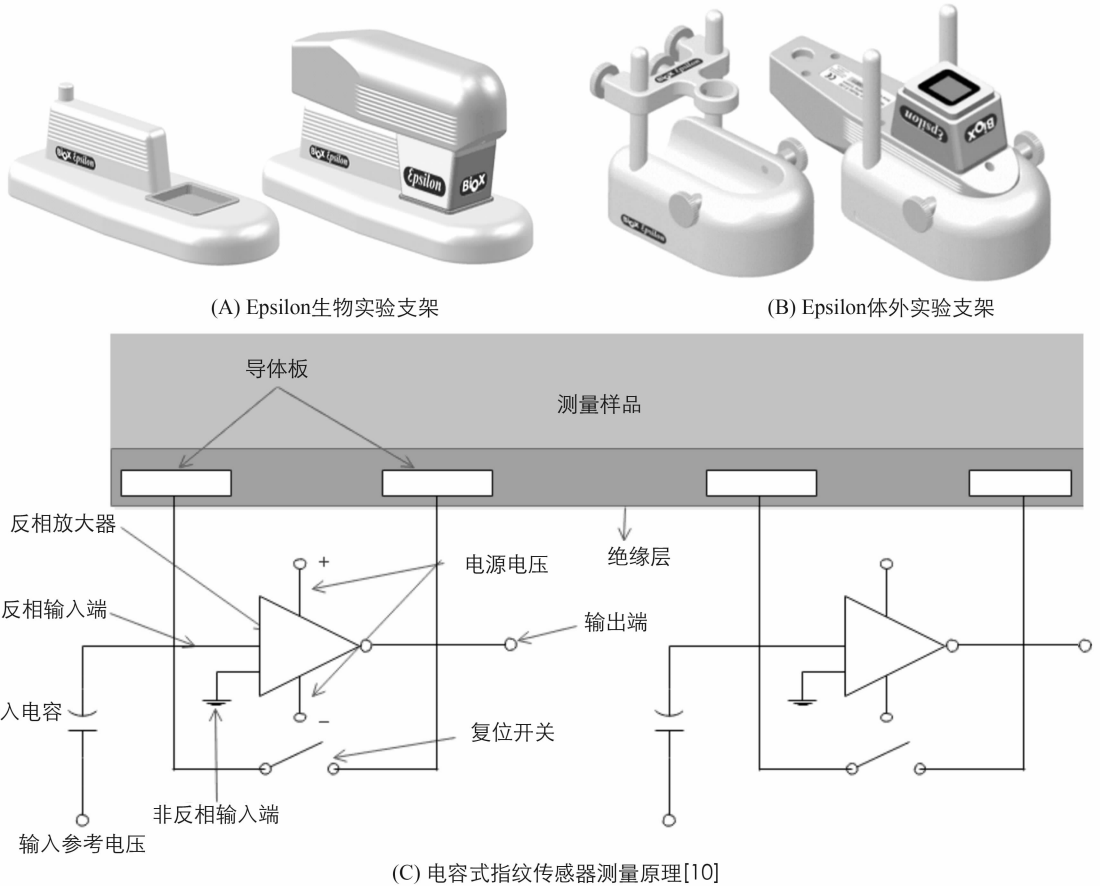 BIOX Epsilon
BIOX Epsilon
Epsilon
BIOX
BIOX Epsilon
BIOX Epsilon
Epsilon
BIOX
(A) Epsilon生物实验支架
(B) Epsilon体外实验支架
导体板
测量样品
反相放大器
绝缘层
+
电源电压
反相输入端
输出端
入电容
−
复位开关
非反相输入端
输入参考电压
(C) 电容式指纹传感器测量原理[10]